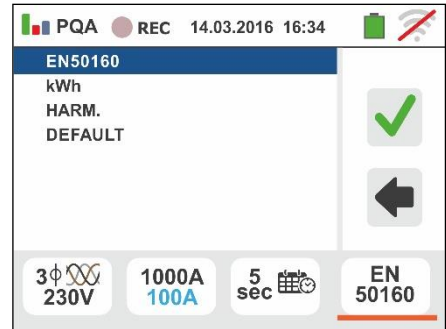 PQA REC 14.03.2016 16:34
EN50160
kWh
HARM.
DEFAULT
3ϕ 1000A 5 EN
230V 100A sec 50160